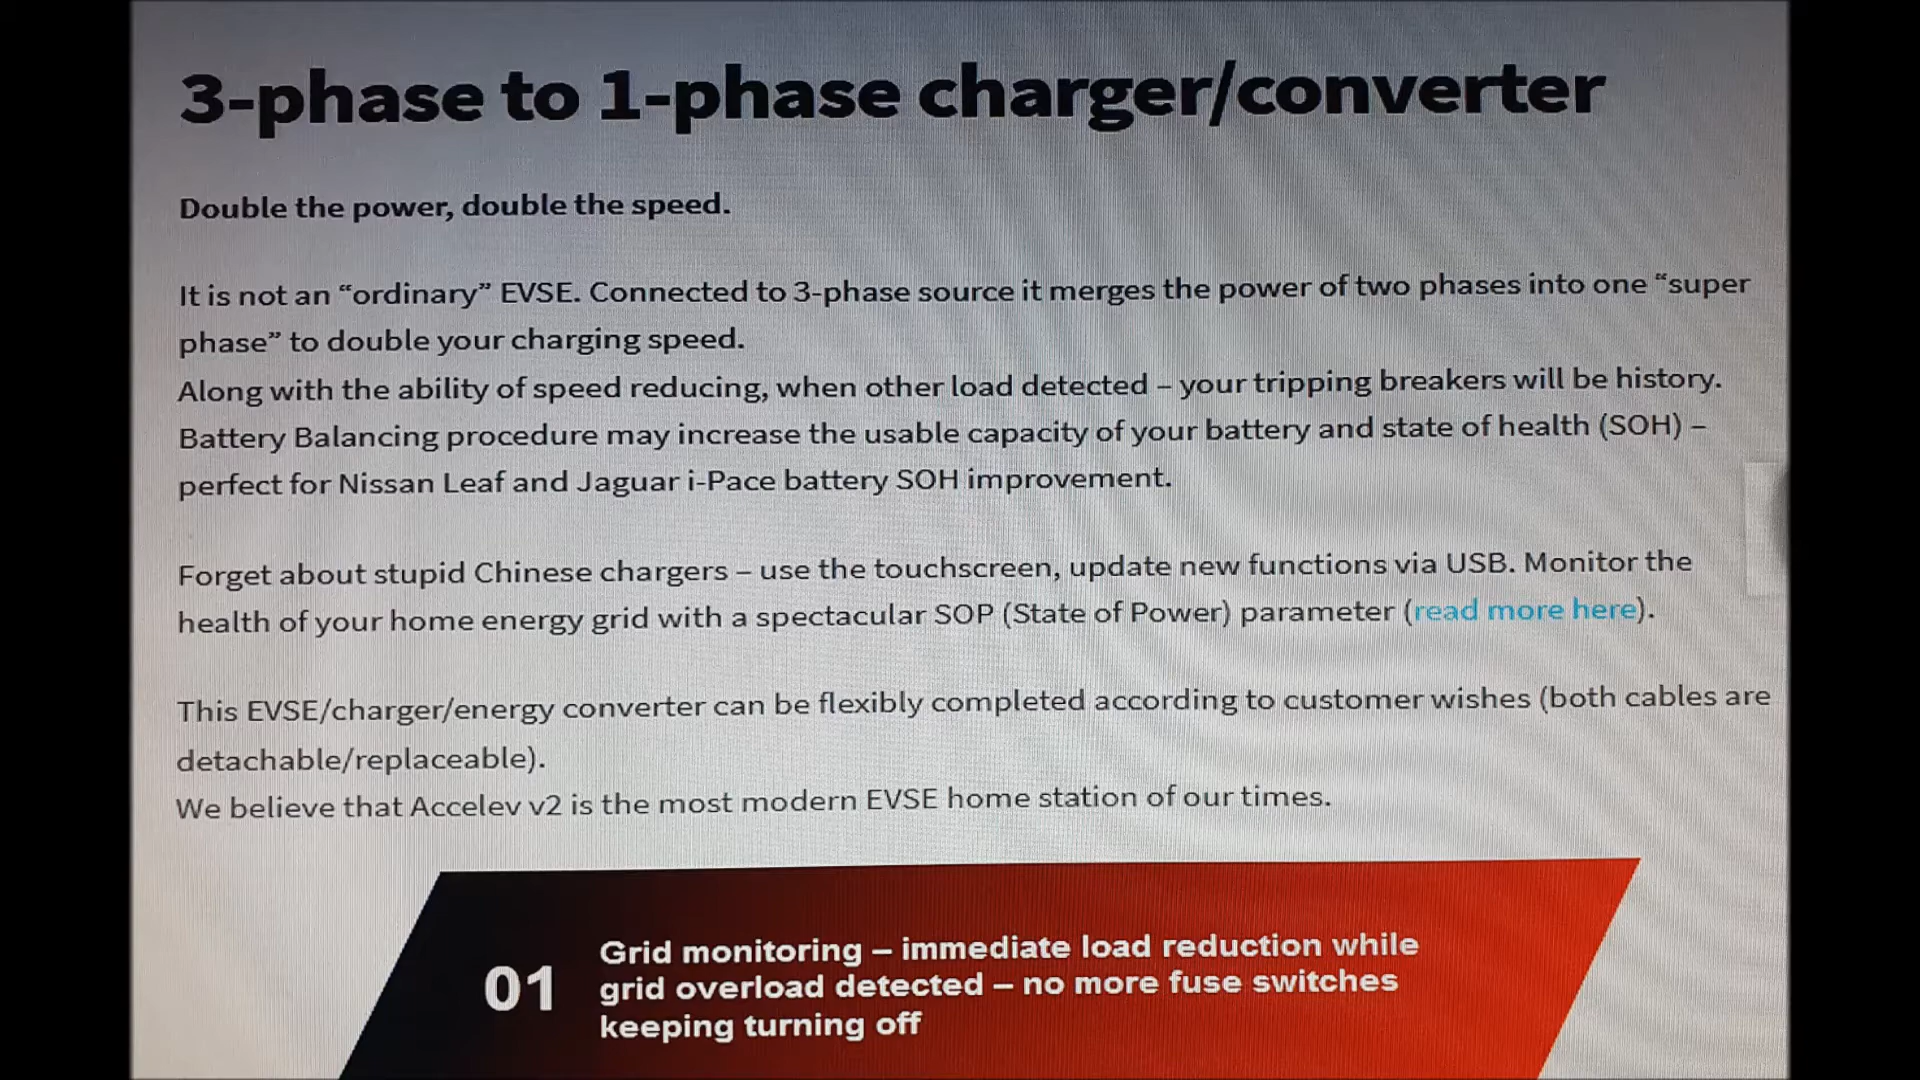 3-phase to 1-phase charger/converter
Double the power, double the speed.
It is not an “ordinary” EVSE. Connected to 3-phase source it merges the power of two phases into one “super
phase” to double your charging speed.
Along with the ability of speed reducing, when other load detected – your tripping breakers will be history.
Battery Balancing procedure may increase the usable capacity of your battery and state of health (SOH) –
perfect for Nissan Leaf and Jaguar i-Pace battery SOH improvement.
Forget about stupid Chinese chargers – use the touchscreen, update new functions via USB. Monitor the
health of your home energy grid with a spectacular SOP (State of Power) parameter (read more here).
This EVSE/charger/energy converter can be flexibly completed according to customer wishes (both cables are
detachable/replaceable).
We believe that Accelev v2 is the most modern EVSE home station of our times.
01
Grid monitoring – immediate load reduction while
grid overload detected – no more fuse switches
keeping turning off